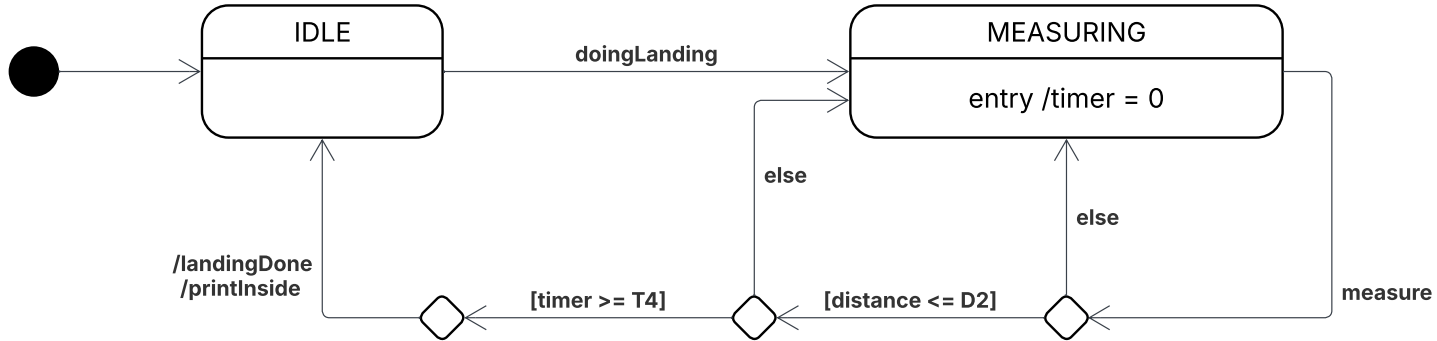 IDLE
MEASURING
doingLanding
entry /timer = 0
else
else
/landingDone
/printInside
[timer >= T4]
[distance <= D2]
measure